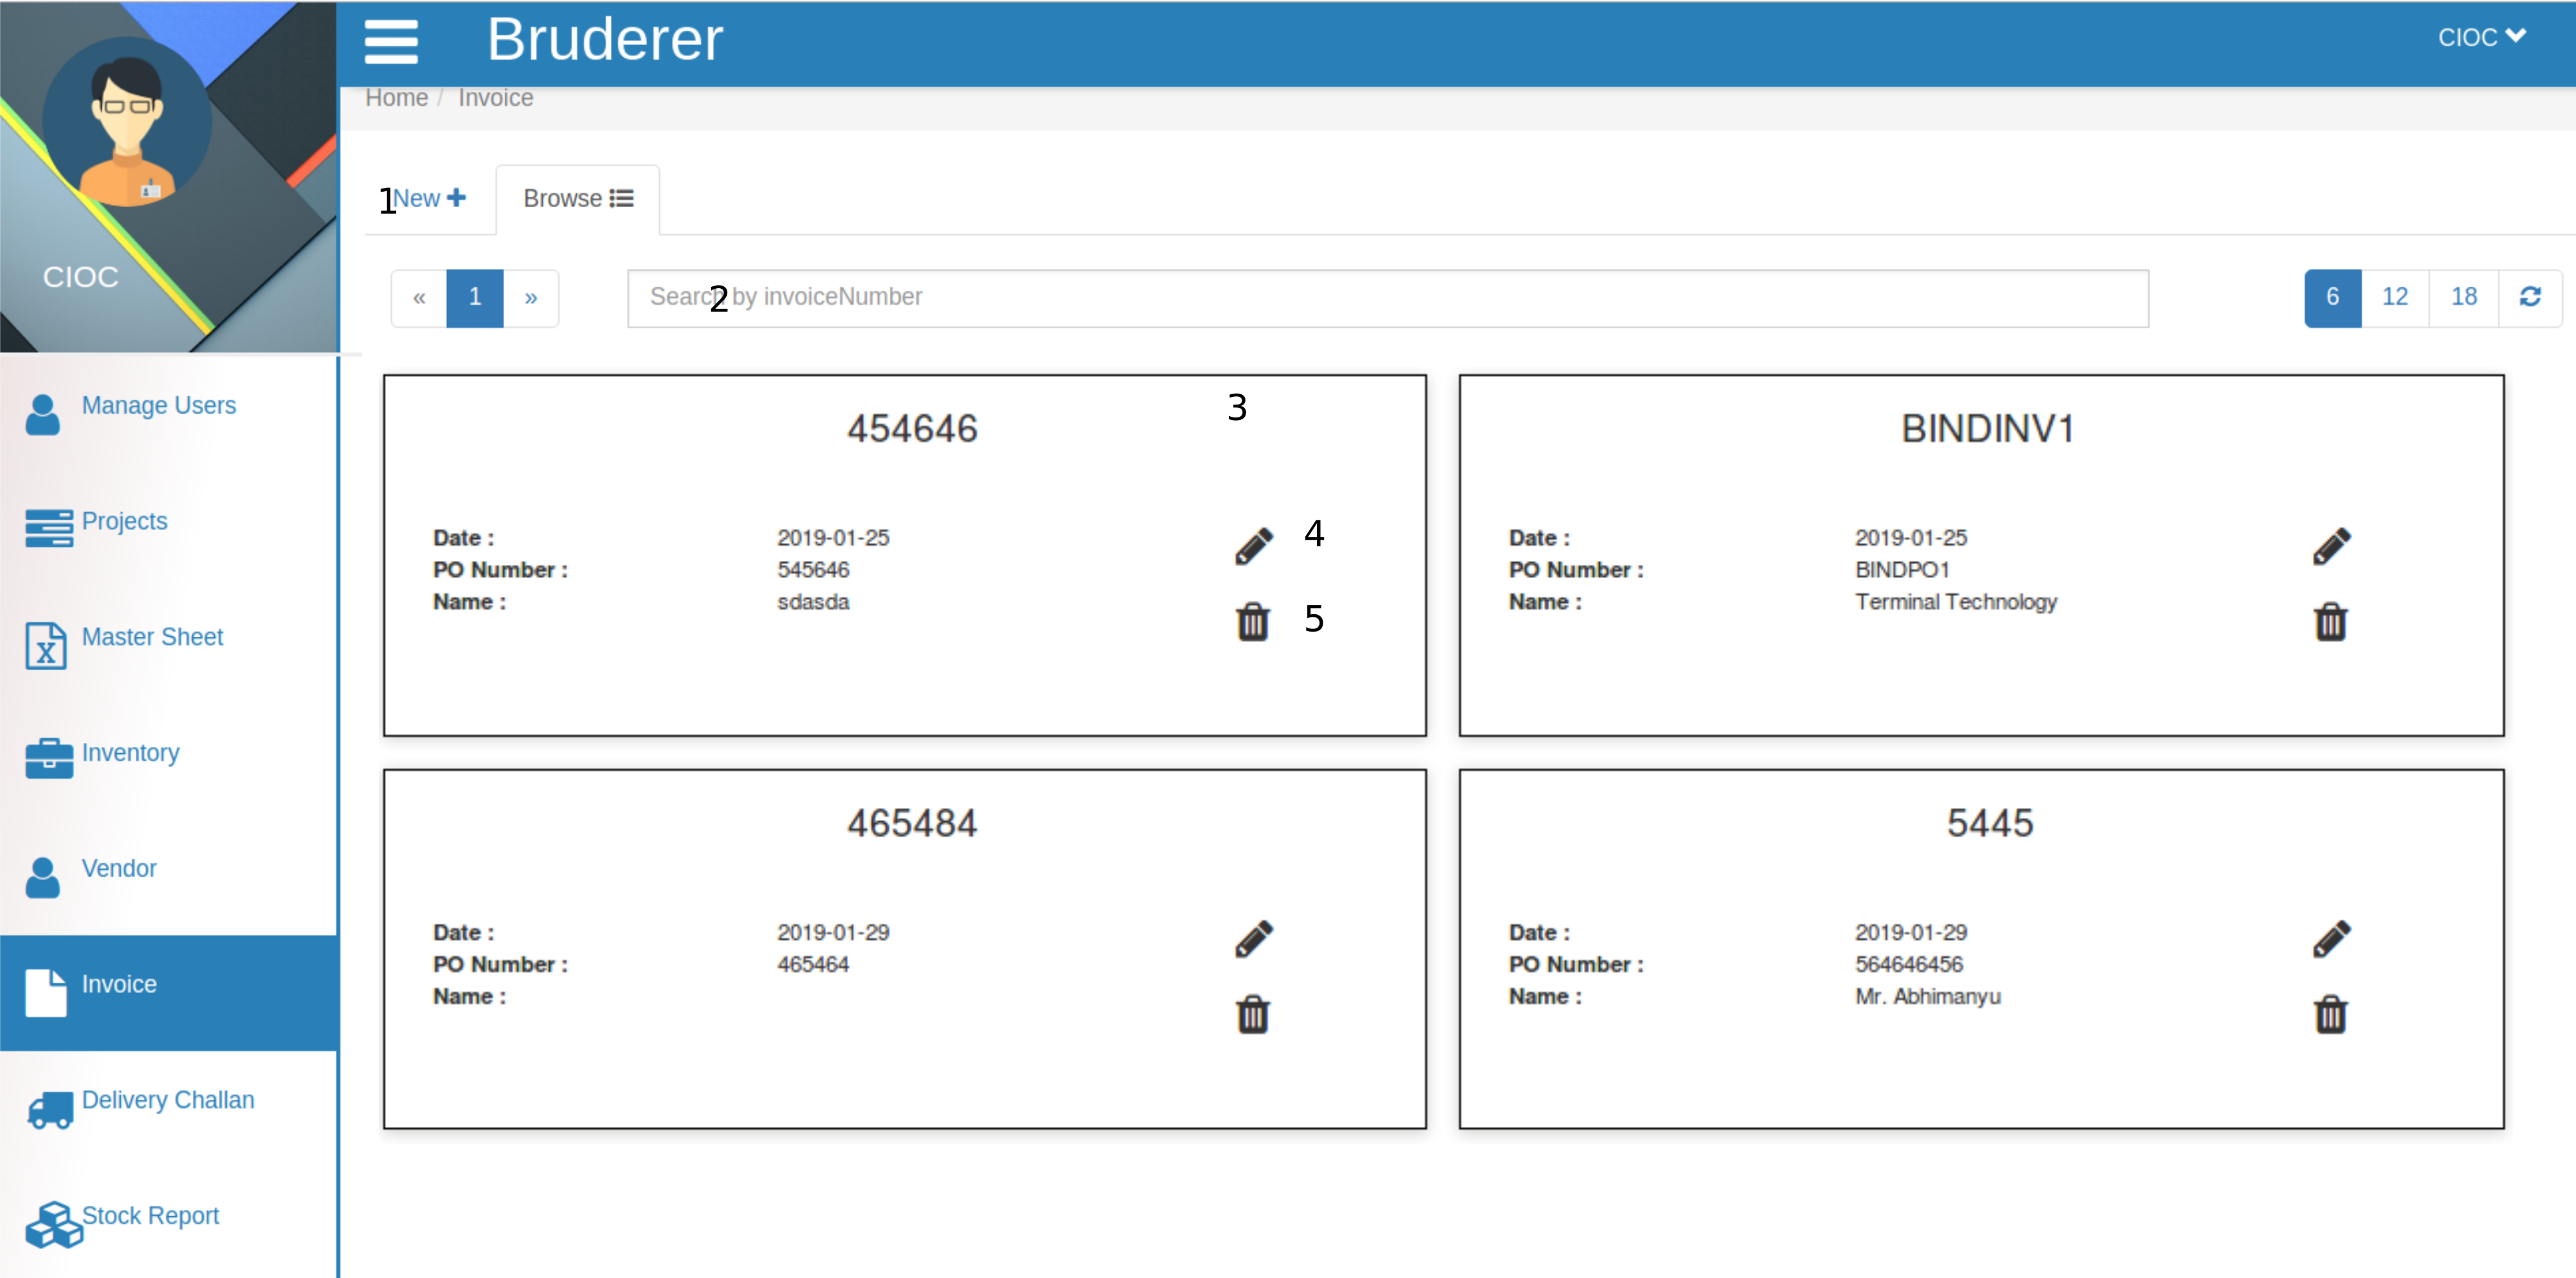 Bruderer
CIOC
Home / Invoice
CIOC
1 New
Browse
« 1 »
Search by invoiceNumber
2
6 12 18
Manage Users
Projects
Master Sheet
Inventory
Vendor
Invoice
Delivery Challan
Stock Report
454646
3
Date : 2019-01-25
4
PO Number : 545646
Name : sdasda
5
BINDINV1
Date : 2019-01-25
PO Number : BINDPO1
Name : Terminal Technology
465484
Date : 2019-01-29
PO Number : 465464
Name :
5445
Date : 2019-01-29
PO Number : 564646456
Name : Mr. Abhimanyu